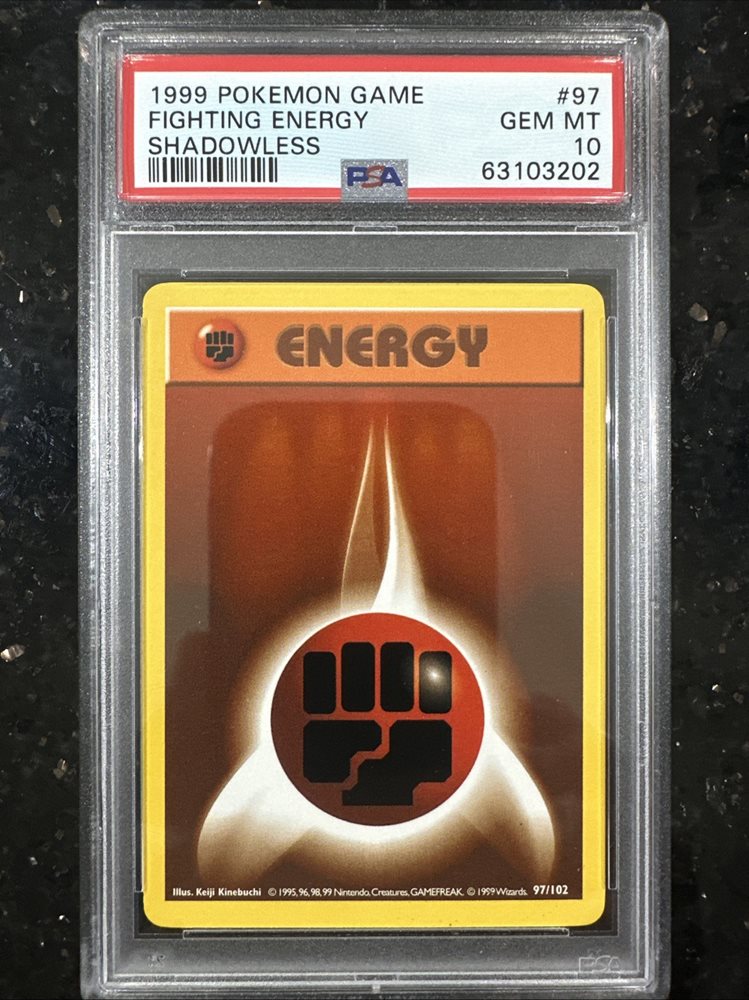 1999 POKEMON GAME #97
FIGHTING ENERGY GEM MT
SHADOWLESS 10
PSA 63103202
ENERGY
Illus. Keiji Kinebuchi © 1995, 96, 98, 99 Nintendo, Creatures, GAMEFREAK. © 1999 Wizards. 97/102
PSA